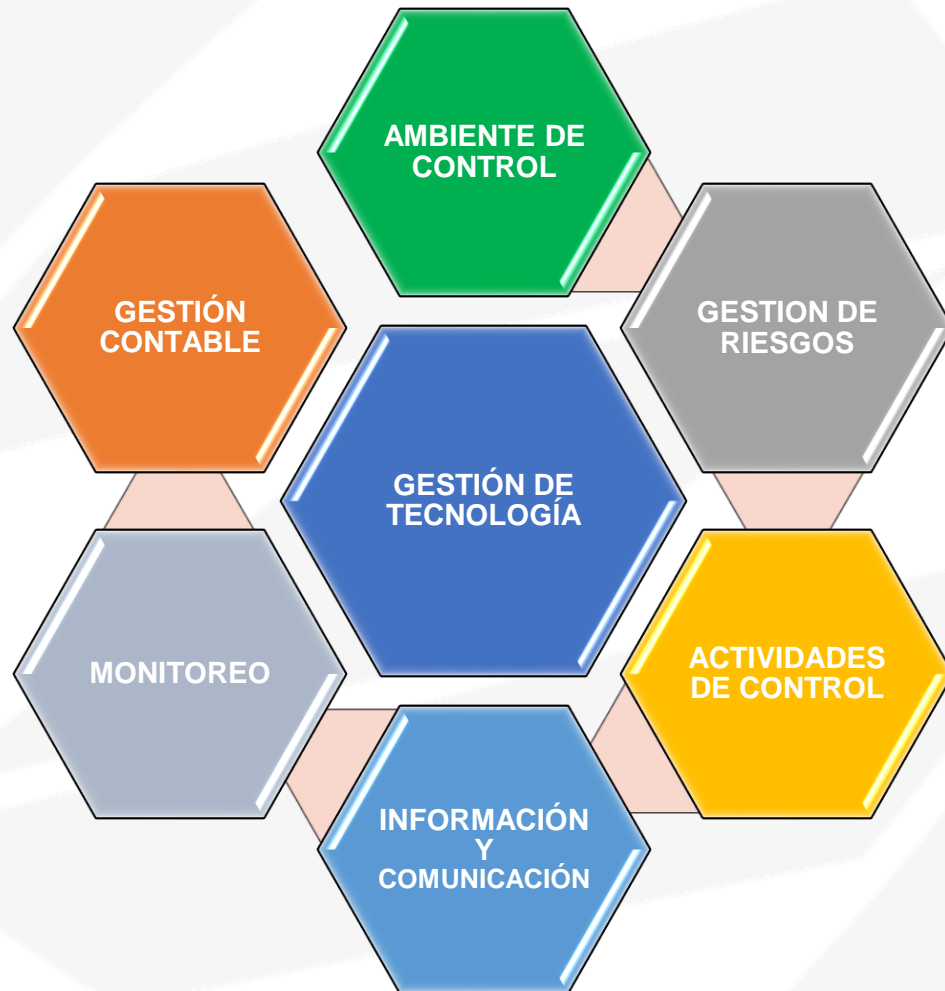 AMBIENTE DE
CONTROL
GESTIÓN
CONTABLE
GESTION DE
RIESGOS
GESTIÓN DE
TECNOLOGÍA
MONITOREO
ACTIVIDADES
DE CONTROL
INFORMACIÓN
Y
COMUNICACIÓN